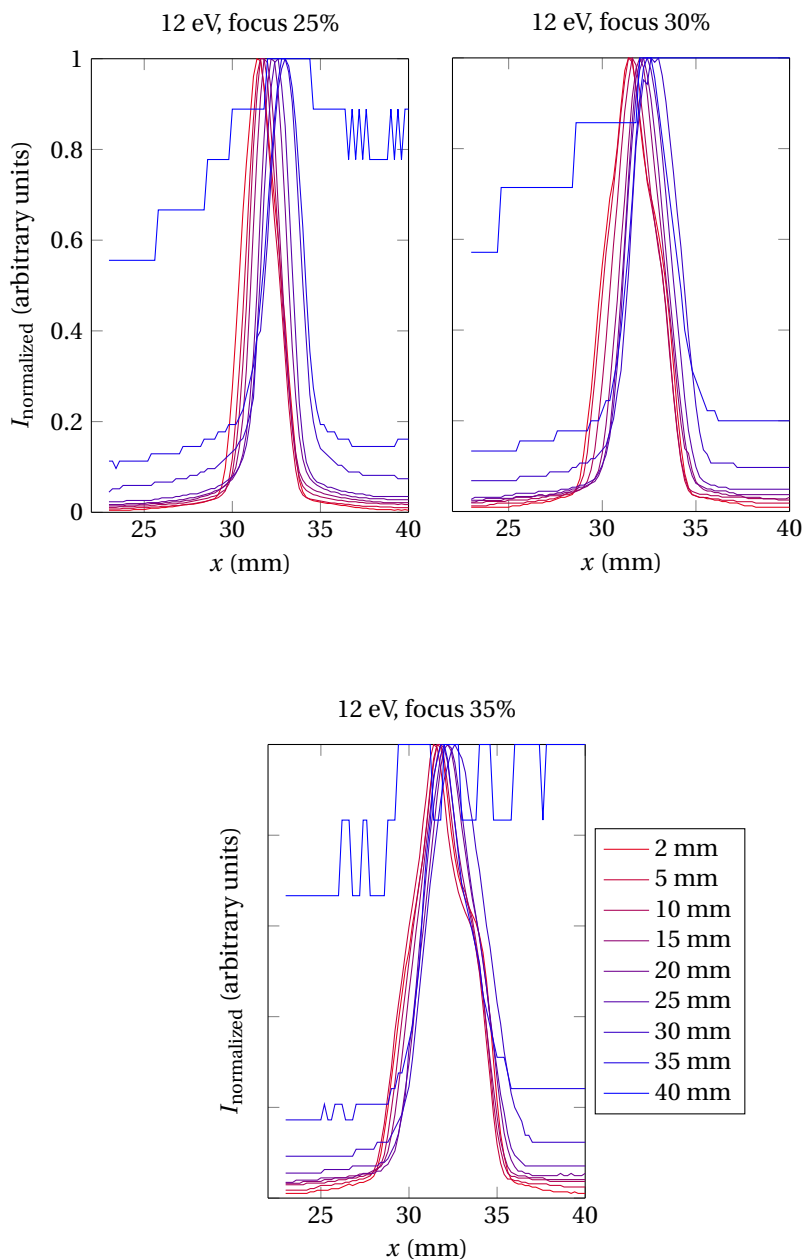 12 eV, focus 25%
12 eV, focus 30%
1
0.8
0.6
0.4
0.2
0
I_normalized (arbitrary units)
25 30 35 40
25 30 35 40
x (mm)
x (mm)
12 eV, focus 35%
I_normalized (arbitrary units)
2 mm
5 mm
10 mm
15 mm
20 mm
25 mm
30 mm
35 mm
40 mm
25 30 35 40
x (mm)